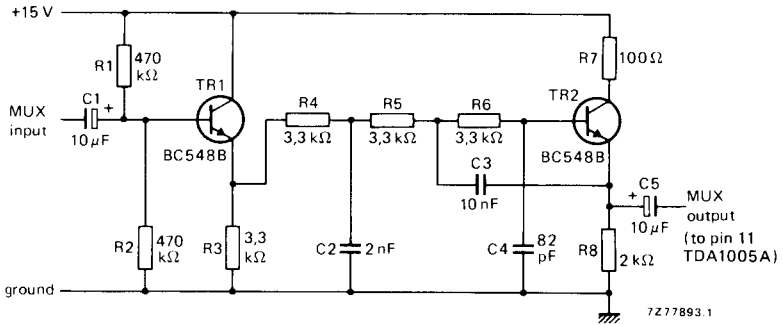 +15 V
R1
470
kΩ
TR1
BC548B
MUX
input
C1
+
10 μF
R2
470
kΩ
R3
3,3
kΩ
ground
R4
3,3 kΩ
R5
3,3 kΩ
R6
3,3 kΩ
C2
2 nF
C3
10 nF
C4
82
pF
R7
100 Ω
TR2
BC548B
+
C5
10 μF
R8
2 kΩ
MUX
output
(to pin 11
TDA1005A)
7Z77893.1